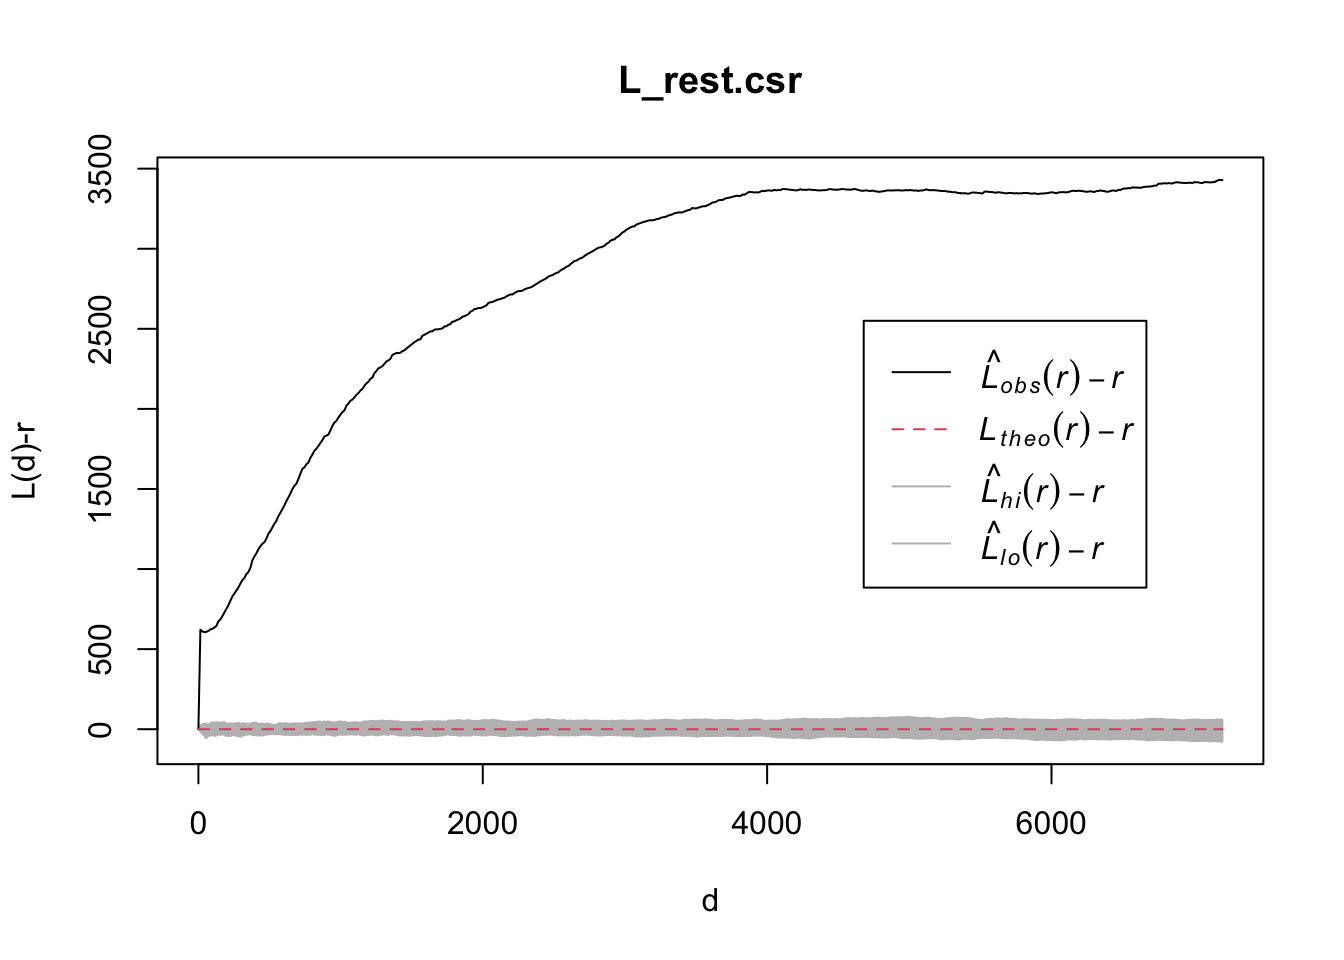 L_rest.csr
L(d)-r
3500
2500
1500
500
0
L̂obs(r) – r
Ltheo(r) – r
L̂hi(r) – r
L̂lo(r) – r
0 2000 4000 6000
d